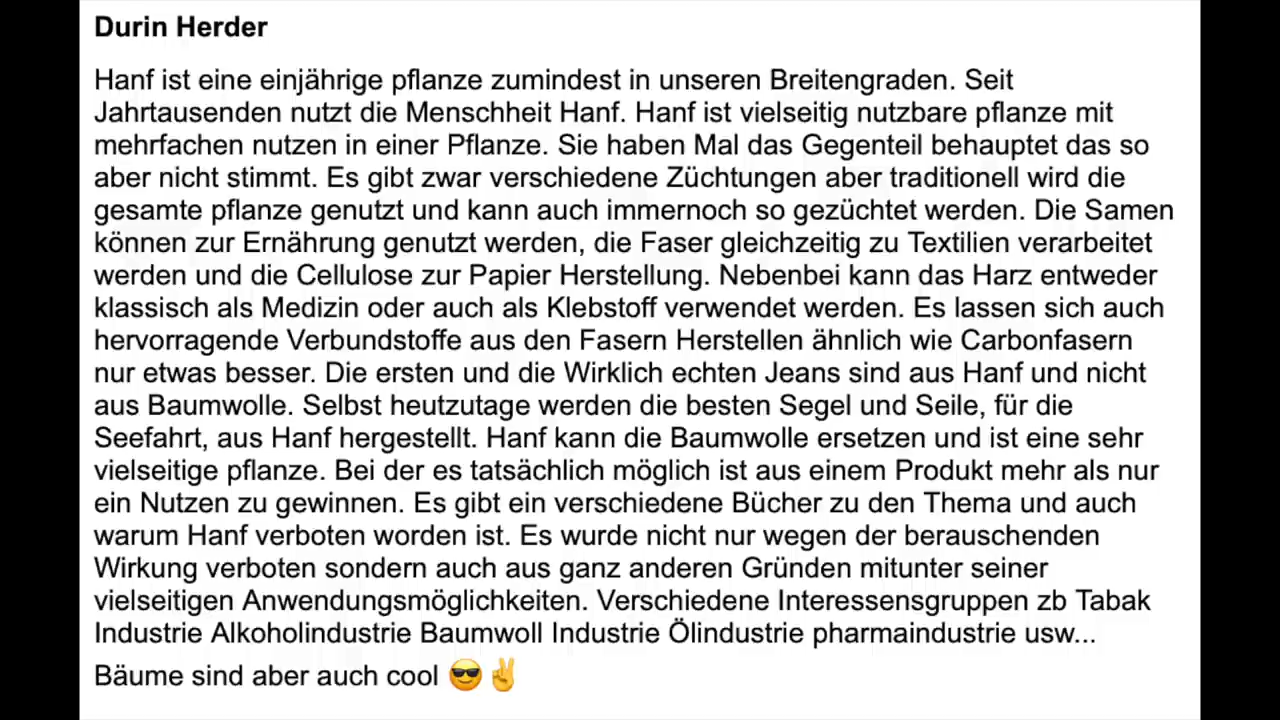 Durin Herder
Hanf ist eine einjährige pflanze zumindest in unseren Breitengraden. Seit
Jahrtausenden nutzt die Menschheit Hanf. Hanf ist vielseitig nutzbare pflanze mit
mehrfachen nutzen in einer Pflanze. Sie haben Mal das Gegenteil behauptet das so
aber nicht stimmt. Es gibt zwar verschiedene Züchtungen aber traditionell wird die
gesamte pflanze genutzt und kann auch immernoch so gezüchtet werden. Die Samen
können zur Ernährung genutzt werden, die Faser gleichzeitig zu Textilien verarbeitet
werden und die Cellulose zur Papier Herstellung. Nebenbei kann das Harz entweder
klassisch als Medizin oder auch als Klebstoff verwendet werden. Es lassen sich auch
hervorragende Verbundstoffe aus den Fasern Herstellen ähnlich wie Carbonfasern
nur etwas besser. Die ersten und die Wirklich echten Jeans sind aus Hanf und nicht
aus Baumwolle. Selbst heutzutage werden die besten Segel und Seile, für die
Seefahrt, aus Hanf hergestellt. Hanf kann die Baumwolle ersetzen und ist eine sehr
vielseitige pflanze. Bei der es tatsächlich möglich ist aus einem Produkt mehr als nur
ein Nutzen zu gewinnen. Es gibt ein verschiedene Bücher zu den Thema und auch
warum Hanf verboten worden ist. Es wurde nicht nur wegen der berauschenden
Wirkung verboten sondern auch aus ganz anderen Gründen mitunter seiner
vielseitigen Anwendungsmöglichkeiten. Verschiedene Interessensgruppen zb Tabak
Industrie Alkoholindustrie Baumwoll Industrie Ölindustrie pharmaindustrie usw...
Bäume sind aber auch cool 😎✌️